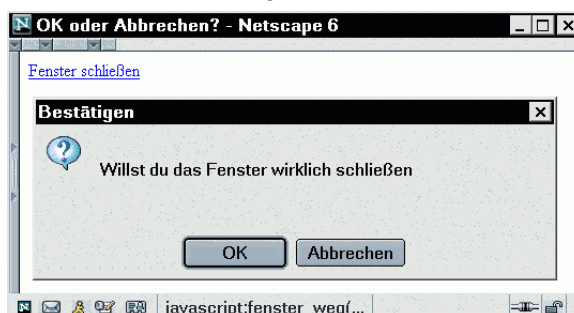 OK oder Abbrechen? - Netscape 6
Fenster schließen
Bestätigen
Willst du das Fenster wirklich schließen
OK Abbrechen
javascript:fenster_weg(...